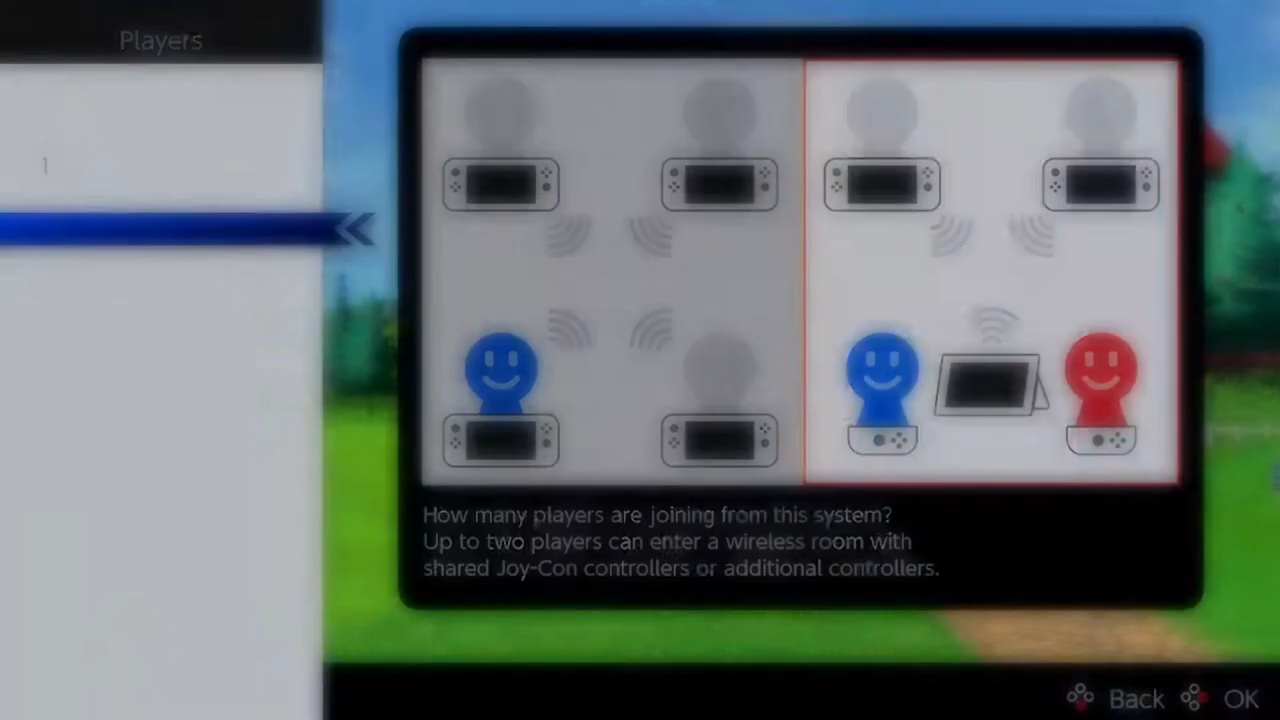 Players
1
How many players are joining from this system?
Up to two players can enter a wireless room with
shared Joy-Con controllers or additional controllers.
Back OK